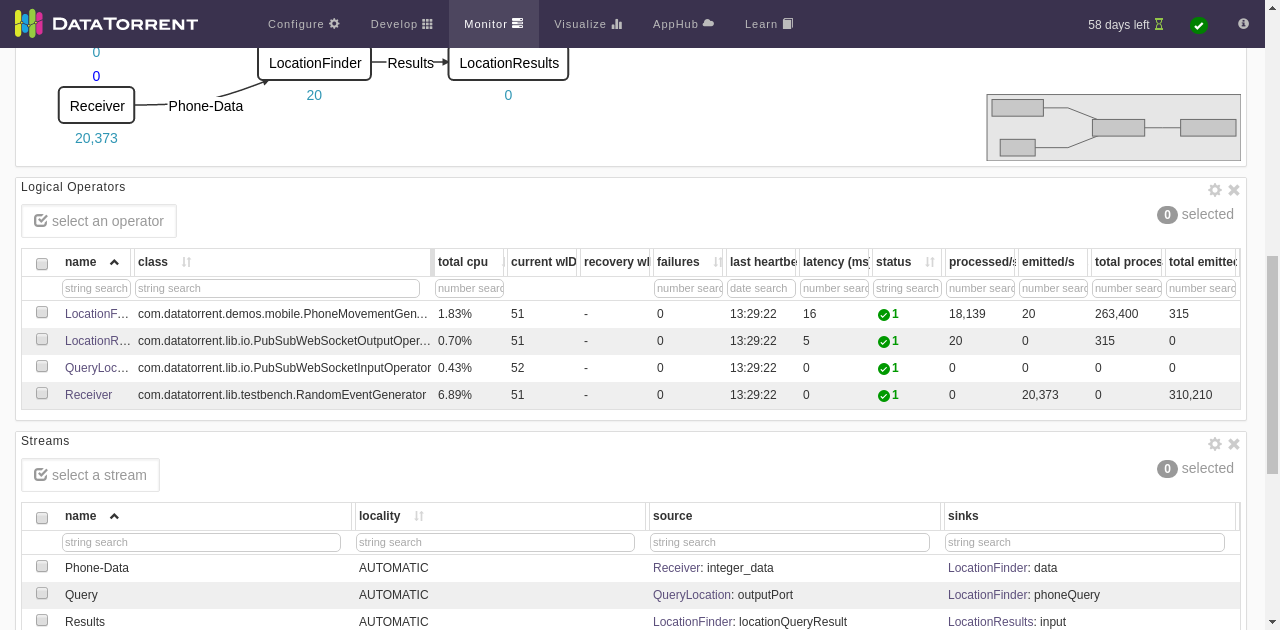 DATATORRENT Configure Develop Monitor Visualize AppHub Learn 58 days left
0
LocationFinder Results LocationResults
0
20 0
Receiver Phone-Data
20,373
Logical Operators
select an operator 0 selected
name class total cpu current wID recovery wI failures last heartbe latency (ms status processed/s emitted/s total proces total emitte
string search string search number searc number searc date search number searc string search number searc number searc number searc number searc
LocationF... com.datatorrent.demos.mobile.PhoneMovementGen... 1.83% 51 - 0 13:29:22 16 1 18,139 20 263,400 315
LocationR... com.datatorrent.lib.io.PubSubWebSocketOutputOper... 0.70% 51 - 0 13:29:22 5 1 20 0 315 0
QueryLoc... com.datatorrent.lib.io.PubSubWebSocketInputOperator 0.43% 52 - 0 13:29:22 0 1 0 0 0 0
Receiver com.datatorrent.lib.testbench.RandomEventGenerator 6.89% 51 - 0 13:29:22 0 1 0 20,373 0 310,210
Streams
select a stream 0 selected
name locality source sinks
string search string search string search string search
Phone-Data AUTOMATIC Receiver: integer_data LocationFinder: data
Query AUTOMATIC QueryLocation: outputPort LocationFinder: phoneQuery
Results AUTOMATIC LocationFinder: locationQueryResult LocationResults: input